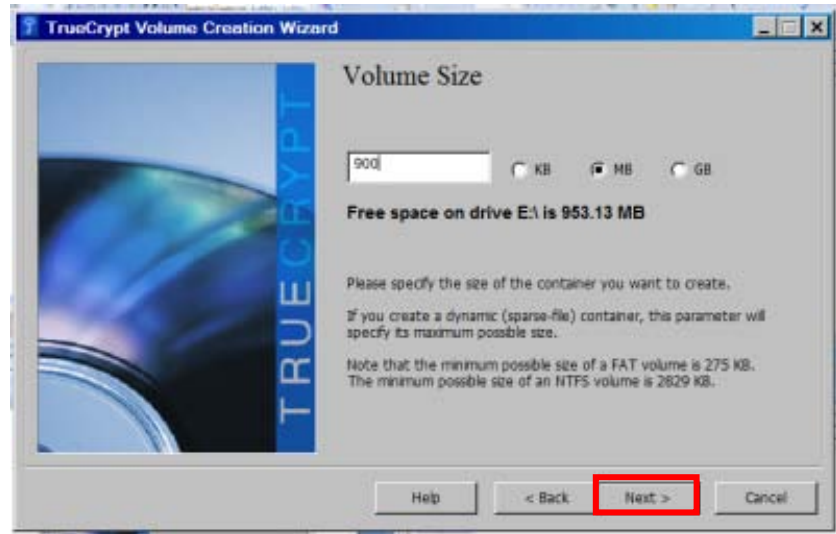 TrueCrypt Volume Creation Wizard
TRUECRYPT
Volume Size
900 KB MB GB
Free space on drive E:\ is 953.13 MB
Please specify the size of the container you want to create.
If you create a dynamic (sparse-file) container, this parameter will
specify its maximum possible size.
Note that the minimum possible size of a FAT volume is 275 KB.
The minimum possible size of an NTFS volume is 2829 KB.
Help < Back Next > Cancel